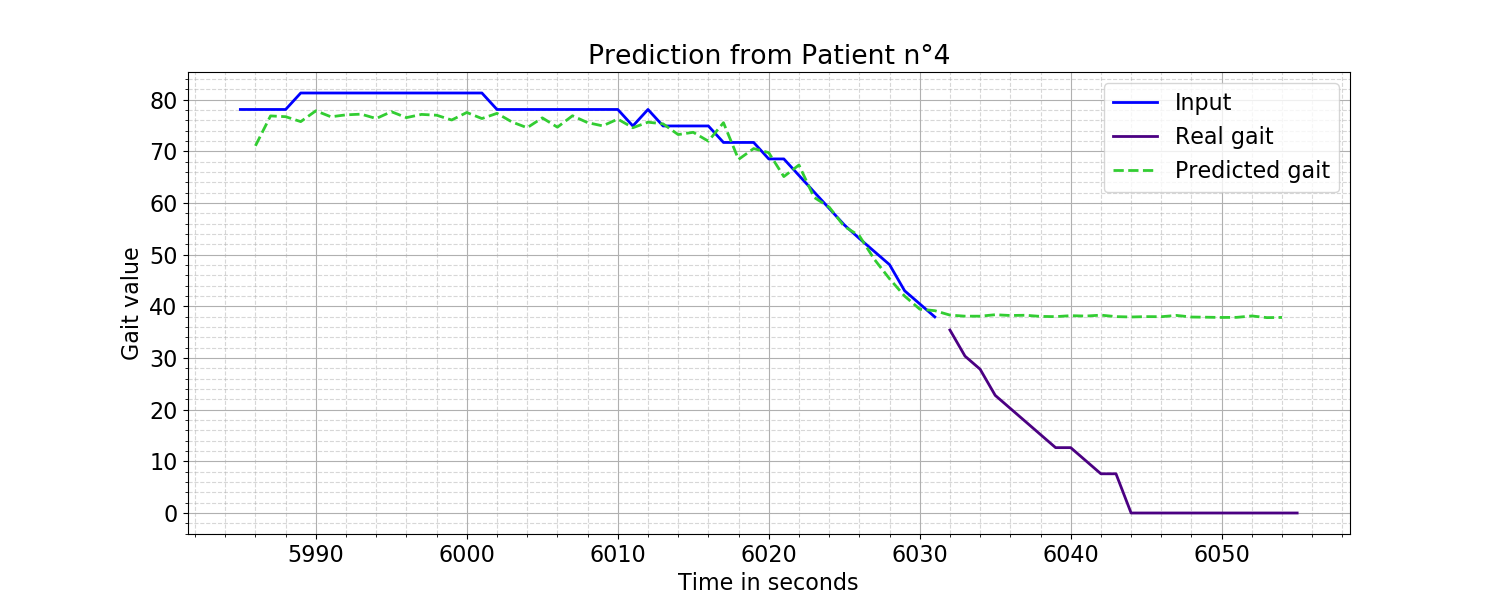 Prediction from Patient n°4
Input
Real gait
Predicted gait
Gait value
80
70
60
50
40
30
20
10
0
5990 6000 6010 6020 6030 6040 6050
Time in seconds